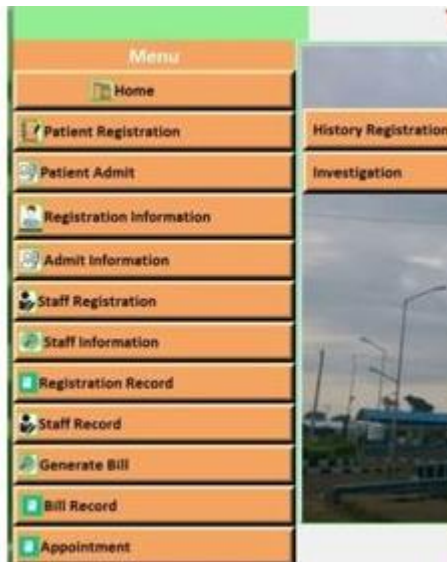 Menu
Home
Patient Registration
History Registration
Patient Admit
Investigation
Registration Information
Admit Information
Staff Registration
Staff Information
Registration Record
Staff Record
Generate Bill
Bill Record
Appointment